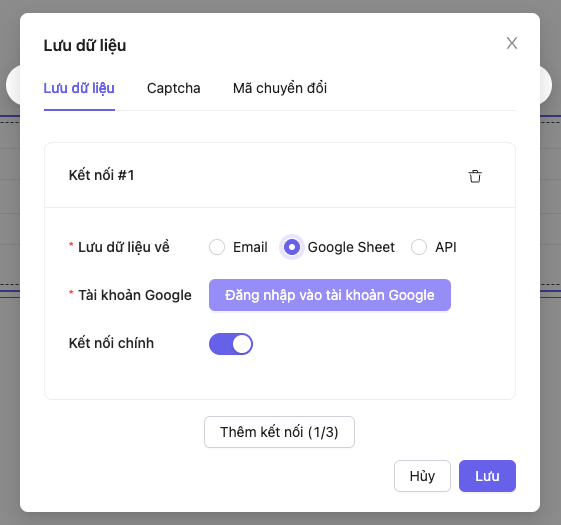 Lưu dữ liệu
Lưu dữ liệu Captcha Mã chuyển đổi
Kết nối #1
* Lưu dữ liệu về Email Google Sheet API
* Tài khoản Google Đăng nhập vào tài khoản Google
Kết nối chính
Thêm kết nối (1/3)
Hủy Lưu